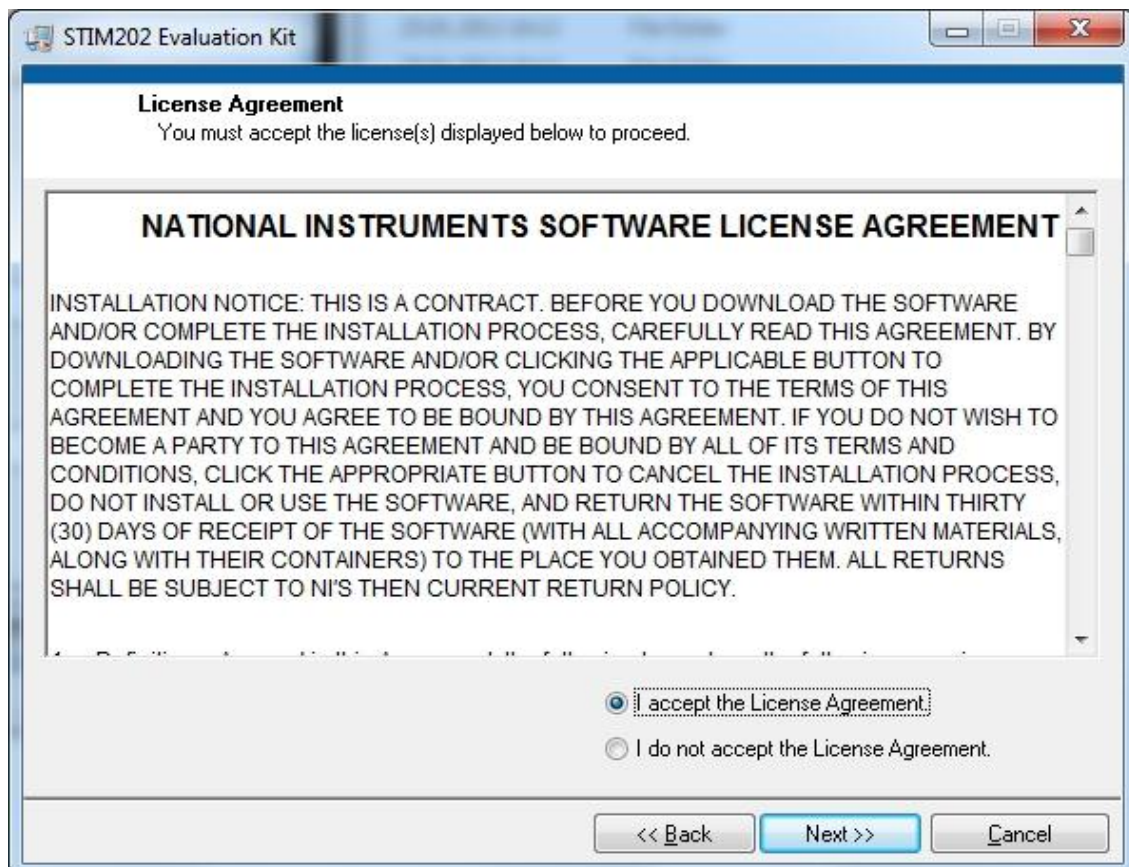 STIM202 Evaluation Kit
License Agreement
You must accept the license(s) displayed below to proceed.
NATIONAL INSTRUMENTS SOFTWARE LICENSE AGREEMENT
INSTALLATION NOTICE: THIS IS A CONTRACT. BEFORE YOU DOWNLOAD THE SOFTWARE
AND/OR COMPLETE THE INSTALLATION PROCESS, CAREFULLY READ THIS AGREEMENT. BY
DOWNLOADING THE SOFTWARE AND/OR CLICKING THE APPLICABLE BUTTON TO
COMPLETE THE INSTALLATION PROCESS, YOU CONSENT TO THE TERMS OF THIS
AGREEMENT AND YOU AGREE TO BE BOUND BY THIS AGREEMENT. IF YOU DO NOT WISH TO
BECOME A PARTY TO THIS AGREEMENT AND BE BOUND BY ALL OF ITS TERMS AND
CONDITIONS, CLICK THE APPROPRIATE BUTTON TO CANCEL THE INSTALLATION PROCESS,
DO NOT INSTALL OR USE THE SOFTWARE, AND RETURN THE SOFTWARE WITHIN THIRTY
(30) DAYS OF RECEIPT OF THE SOFTWARE (WITH ALL ACCOMPANYING WRITTEN MATERIALS,
ALONG WITH THEIR CONTAINERS) TO THE PLACE YOU OBTAINED THEM. ALL RETURNS
SHALL BE SUBJECT TO NI'S THEN CURRENT RETURN POLICY.
I accept the License Agreement.
I do not accept the License Agreement.
<< Back
Next >>
Cancel